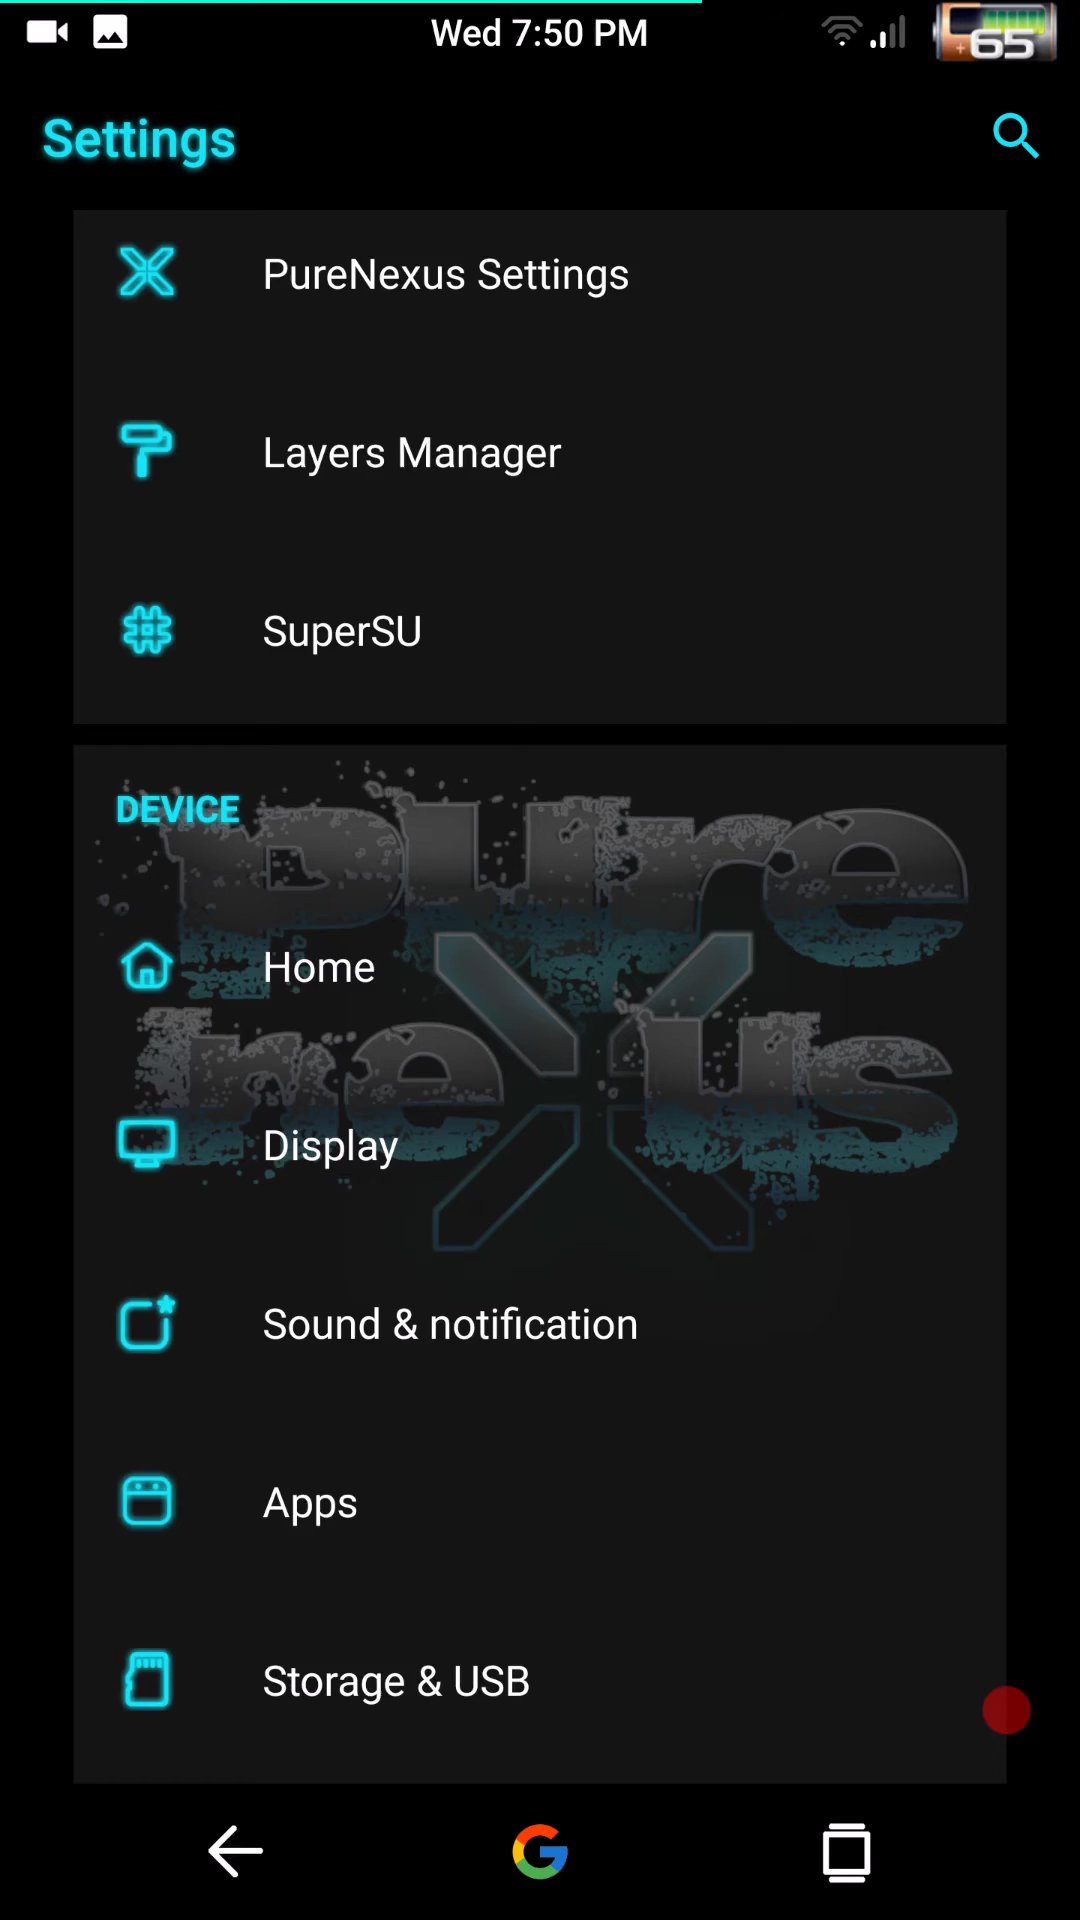 Wed 7:50 PM
65
Settings
PureNexus Settings
Layers Manager
SuperSU
DEVICE
pure
Home
nexus
Display
Sound & notification
Apps
Storage & USB